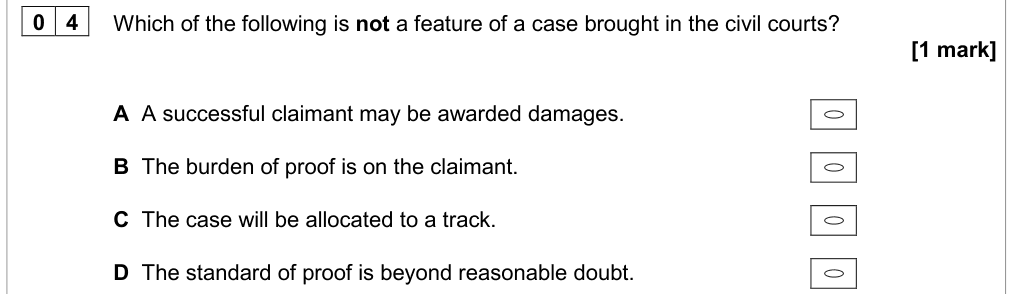 0 4 Which of the following is not a feature of a case brought in the civil courts?
[1 mark]
A A successful claimant may be awarded damages.
B The burden of proof is on the claimant.
C The case will be allocated to a track.
D The standard of proof is beyond reasonable doubt.